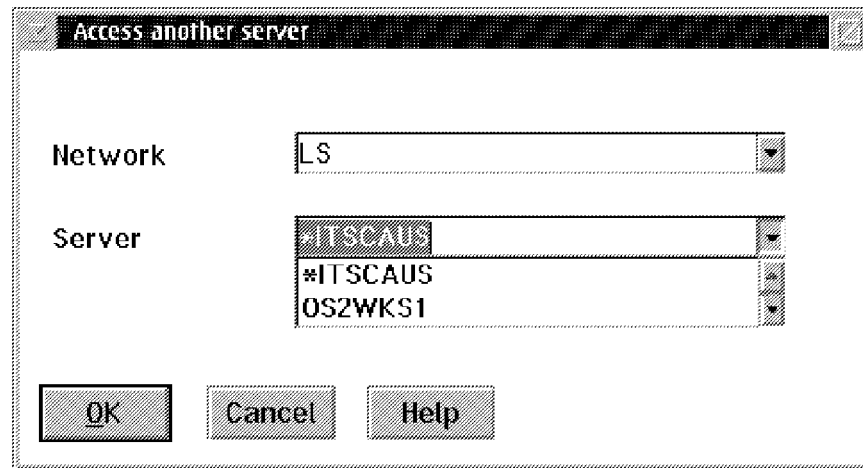 Access another server
Network LS
Server *ITSCAUS
*ITSCAUS
OS2WKS1
OK Cancel Help